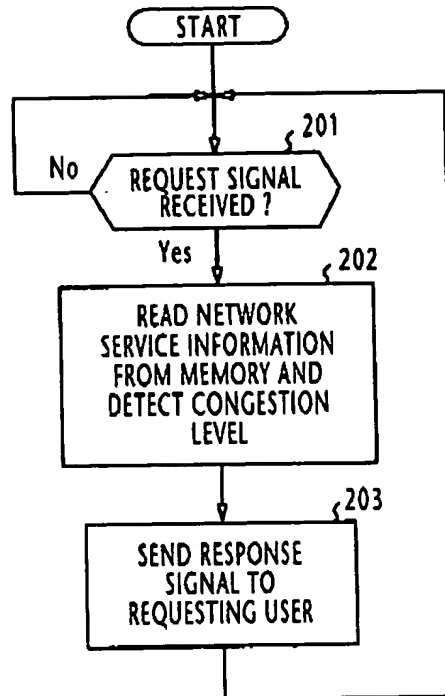 START
201
No
REQUEST SIGNAL
RECEIVED ?
Yes
202
READ NETWORK
SERVICE INFORMATION
FROM MEMORY AND
DETECT CONGESTION
LEVEL
203
SEND RESPONSE
SIGNAL TO
REQUESTING USER